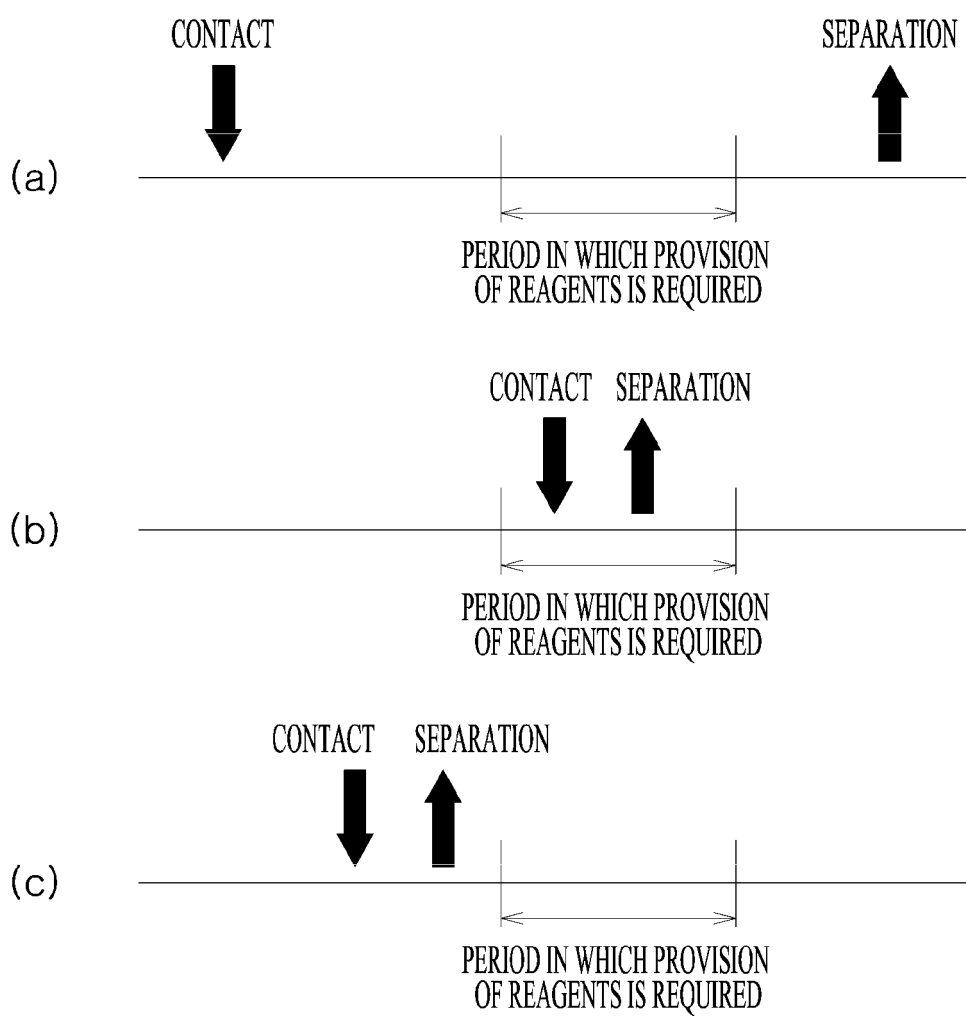 CONTACT SEPARATION
(a)
PERIOD IN WHICH PROVISION
OF REAGENTS IS REQUIRED
CONTACT SEPARATION
(b)
PERIOD IN WHICH PROVISION
OF REAGENTS IS REQUIRED
CONTACT SEPARATION
(c)
PERIOD IN WHICH PROVISION
OF REAGENTS IS REQUIRED